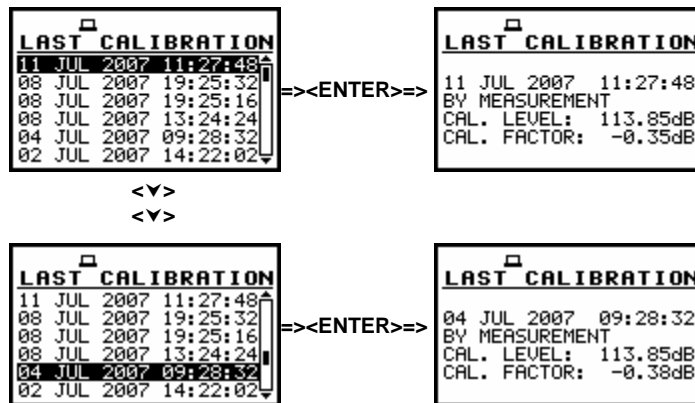 LAST CALIBRATION
11 JUL 2007 11:27:48
08 JUL 2007 19:25:32
08 JUL 2007 19:25:16
08 JUL 2007 13:24:24
04 JUL 2007 09:28:32
02 JUL 2007 14:22:02
=><ENTER>=>
LAST CALIBRATION
11 JUL 2007 11:27:48
BY MEASUREMENT
CAL. LEVEL: 113.85dB
CAL. FACTOR: -0.35dB
<▼>
<▼>
LAST CALIBRATION
11 JUL 2007 11:27:48
08 JUL 2007 19:25:32
08 JUL 2007 19:25:16
08 JUL 2007 13:24:24
04 JUL 2007 09:28:32
02 JUL 2007 14:22:02
=><ENTER>=>
LAST CALIBRATION
04 JUL 2007 09:28:32
BY MEASUREMENT
CAL. LEVEL: 113.85dB
CAL. FACTOR: -0.38dB